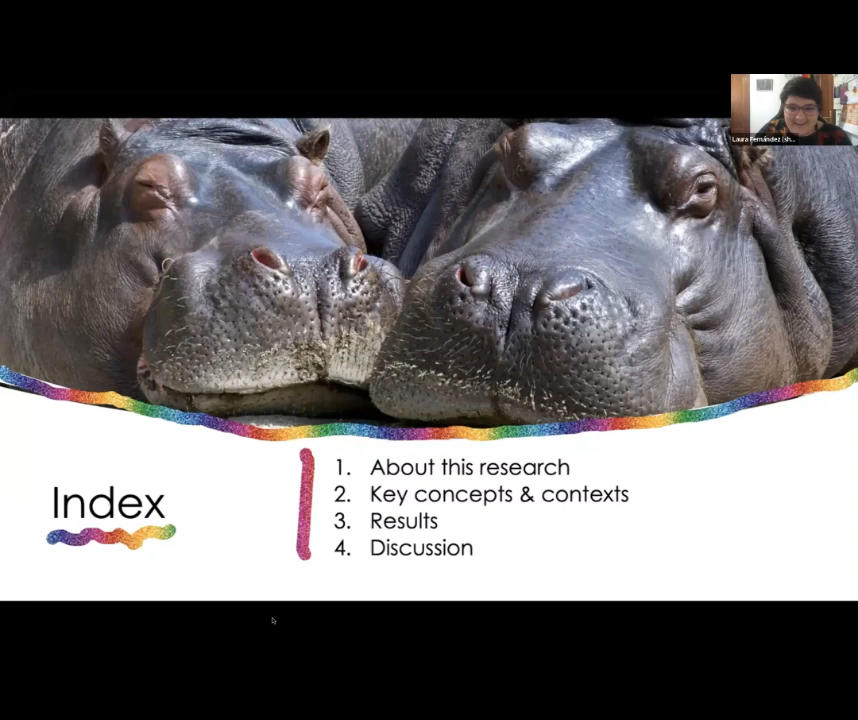 Laura Fernández (sh...
Index
1. About this research
2. Key concepts & contexts
3. Results
4. Discussion